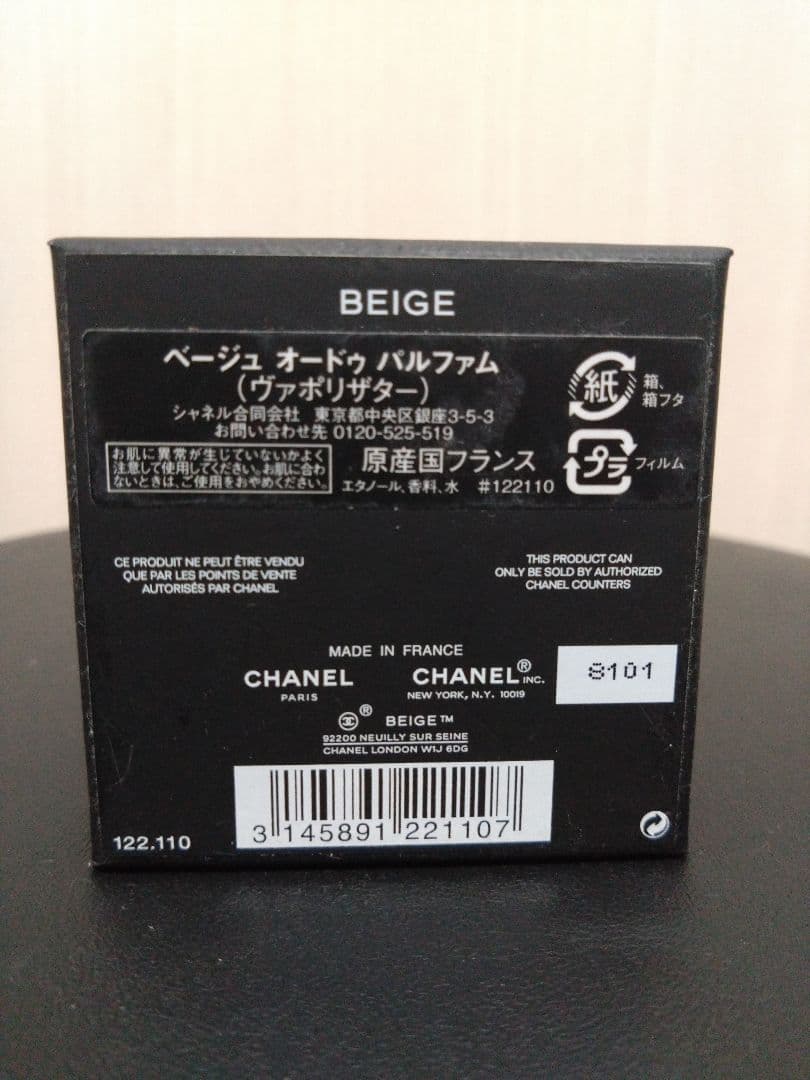 BEIGE
ベージュ オードゥ パルファム
(ヴァポリザター)
シャネル合同会社 東京都中央区銀座3-5-3
お問い合わせ先 0120-525-519
お肌に異常が生じていないかよく
注意して使用してください。お肌に合わ
ないときは、ご使用をおやめください。
原産国フランス
エタノール、香料、水 #122110
紙
箱、
箱フタ
プラ
フィルム
CE PRODUIT NE PEUT ÊTRE VENDU
QUE PAR LES POINTS DE VENTE
AUTORISÉS PAR CHANEL
THIS PRODUCT CAN
ONLY BE SOLD BY AUTHORIZED
CHANEL COUNTERS
MADE IN FRANCE
CHANEL
PARIS
CHANEL® INC.
NEW YORK, N.Y. 10019
8101
® BEIGE™
92200 NEUILLY SUR SEINE
CHANEL LONDON W1J 6DG
3 145891 221107
122.110